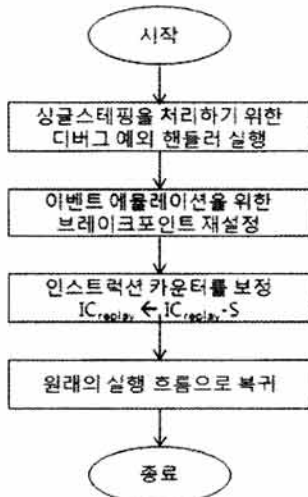 시작
싱글스테핑을 처리하기 위한
디버그 예외 핸들러 실행
이벤트 에뮬레이션을 위한
브레이크포인트 재설정
인스트럭션 카운터를 보정
IC_replay ← IC_replay-S
원래의 실행 흐름으로 복귀
종료